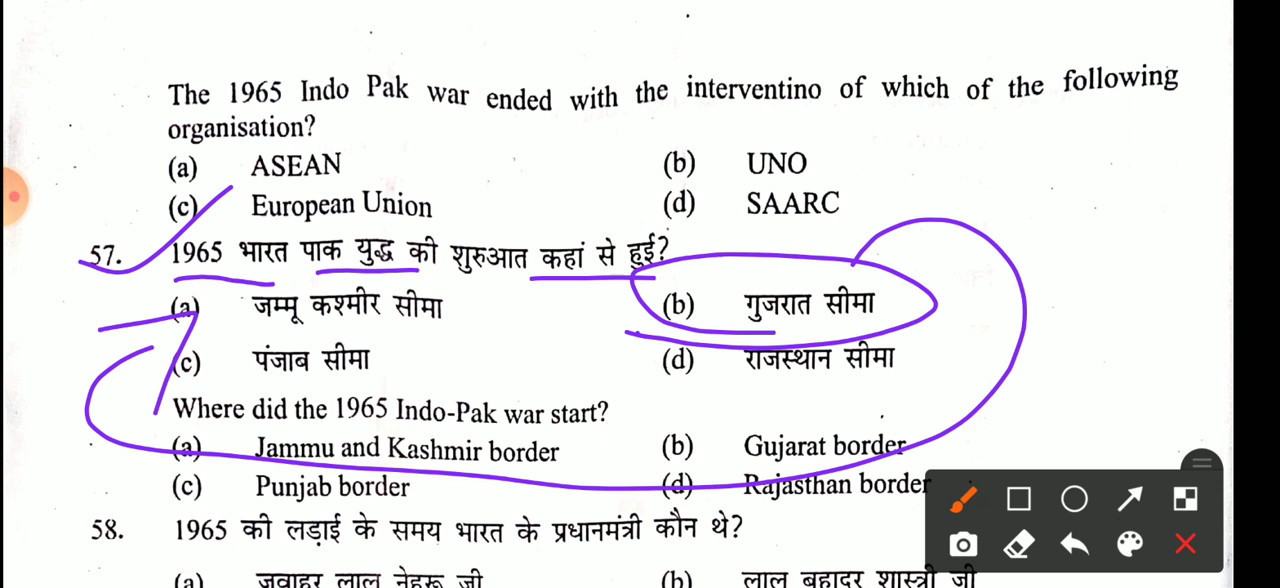 The 1965 Indo Pak war ended with the interventino of which of the following
organisation?
(a) ASEAN (b) UNO
(c) European Union (d) SAARC
57. 1965 भारत पाक युद्ध की शुरुआत कहां से हुई?
(a) जम्मू कश्मीर सीमा (b) गुजरात सीमा
(c) पंजाब सीमा (d) राजस्थान सीमा
Where did the 1965 Indo-Pak war start?
(a) Jammu and Kashmir border (b) Gujarat border
(c) Punjab border (d) Rajasthan border
58. 1965 की लड़ाई के समय भारत के प्रधानमंत्री कौन थे?
(a) जवाहर लाल नेहरू जी (b) लाल बहादुर शास्त्री जी